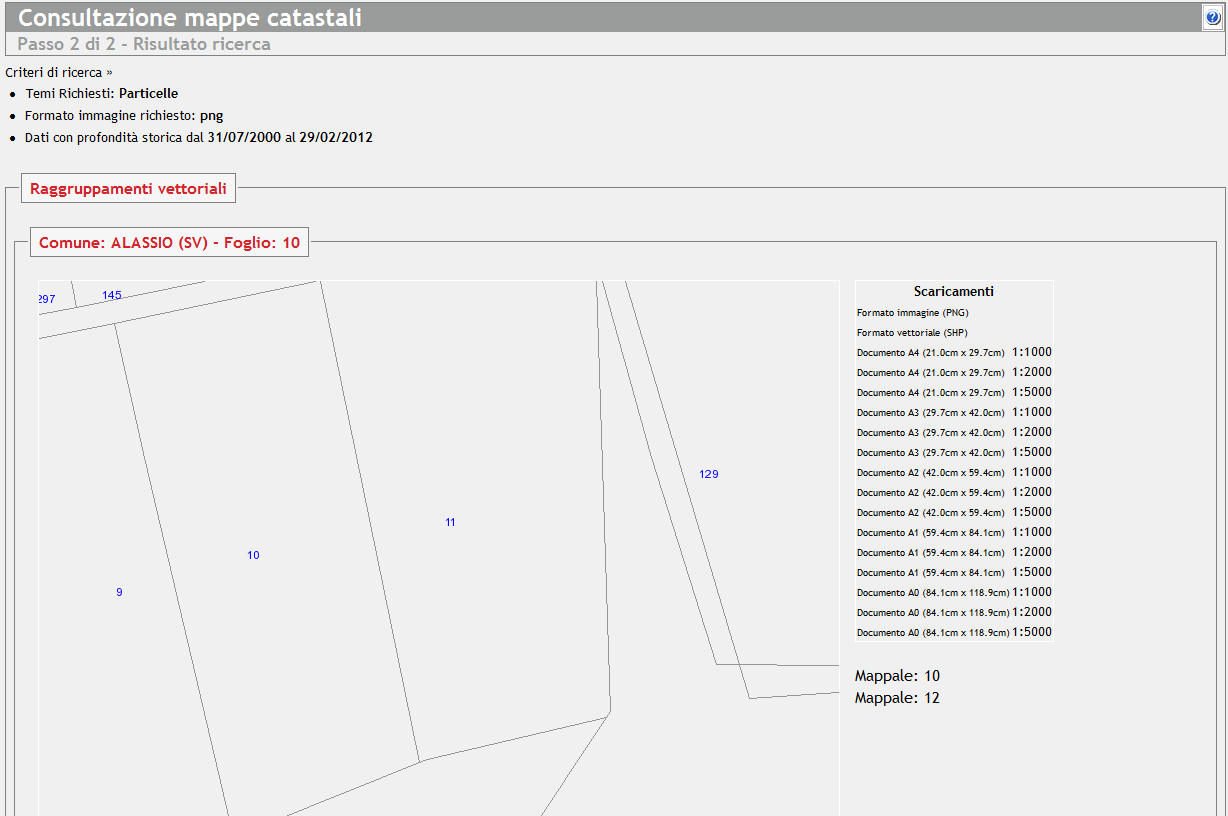 Consultazione mappe catastali
Passo 2 di 2 - Risultato ricerca
Criteri di ricerca »
• Temi Richiesti: Particelle
• Formato immagine richiesto: png
• Dati con profondità storica dal 31/07/2000 al 29/02/2012
Raggruppamenti vettoriali
Comune: ALASSIO (SV) - Foglio: 10
297
145
129
11
10
9
Scaricamenti
Formato immagine (PNG)
Formato vettoriale (SHP)
Documento A4 (21.0cm x 29.7cm) 1:1000
Documento A4 (21.0cm x 29.7cm) 1:2000
Documento A4 (21.0cm x 29.7cm) 1:5000
Documento A3 (29.7cm x 42.0cm) 1:1000
Documento A3 (29.7cm x 42.0cm) 1:2000
Documento A3 (29.7cm x 42.0cm) 1:5000
Documento A2 (42.0cm x 59.4cm) 1:1000
Documento A2 (42.0cm x 59.4cm) 1:2000
Documento A2 (42.0cm x 59.4cm) 1:5000
Documento A1 (59.4cm x 84.1cm) 1:1000
Documento A1 (59.4cm x 84.1cm) 1:2000
Documento A1 (59.4cm x 84.1cm) 1:5000
Documento A0 (84.1cm x 118.9cm) 1:1000
Documento A0 (84.1cm x 118.9cm) 1:2000
Documento A0 (84.1cm x 118.9cm) 1:5000
Mappale: 10
Mappale: 12